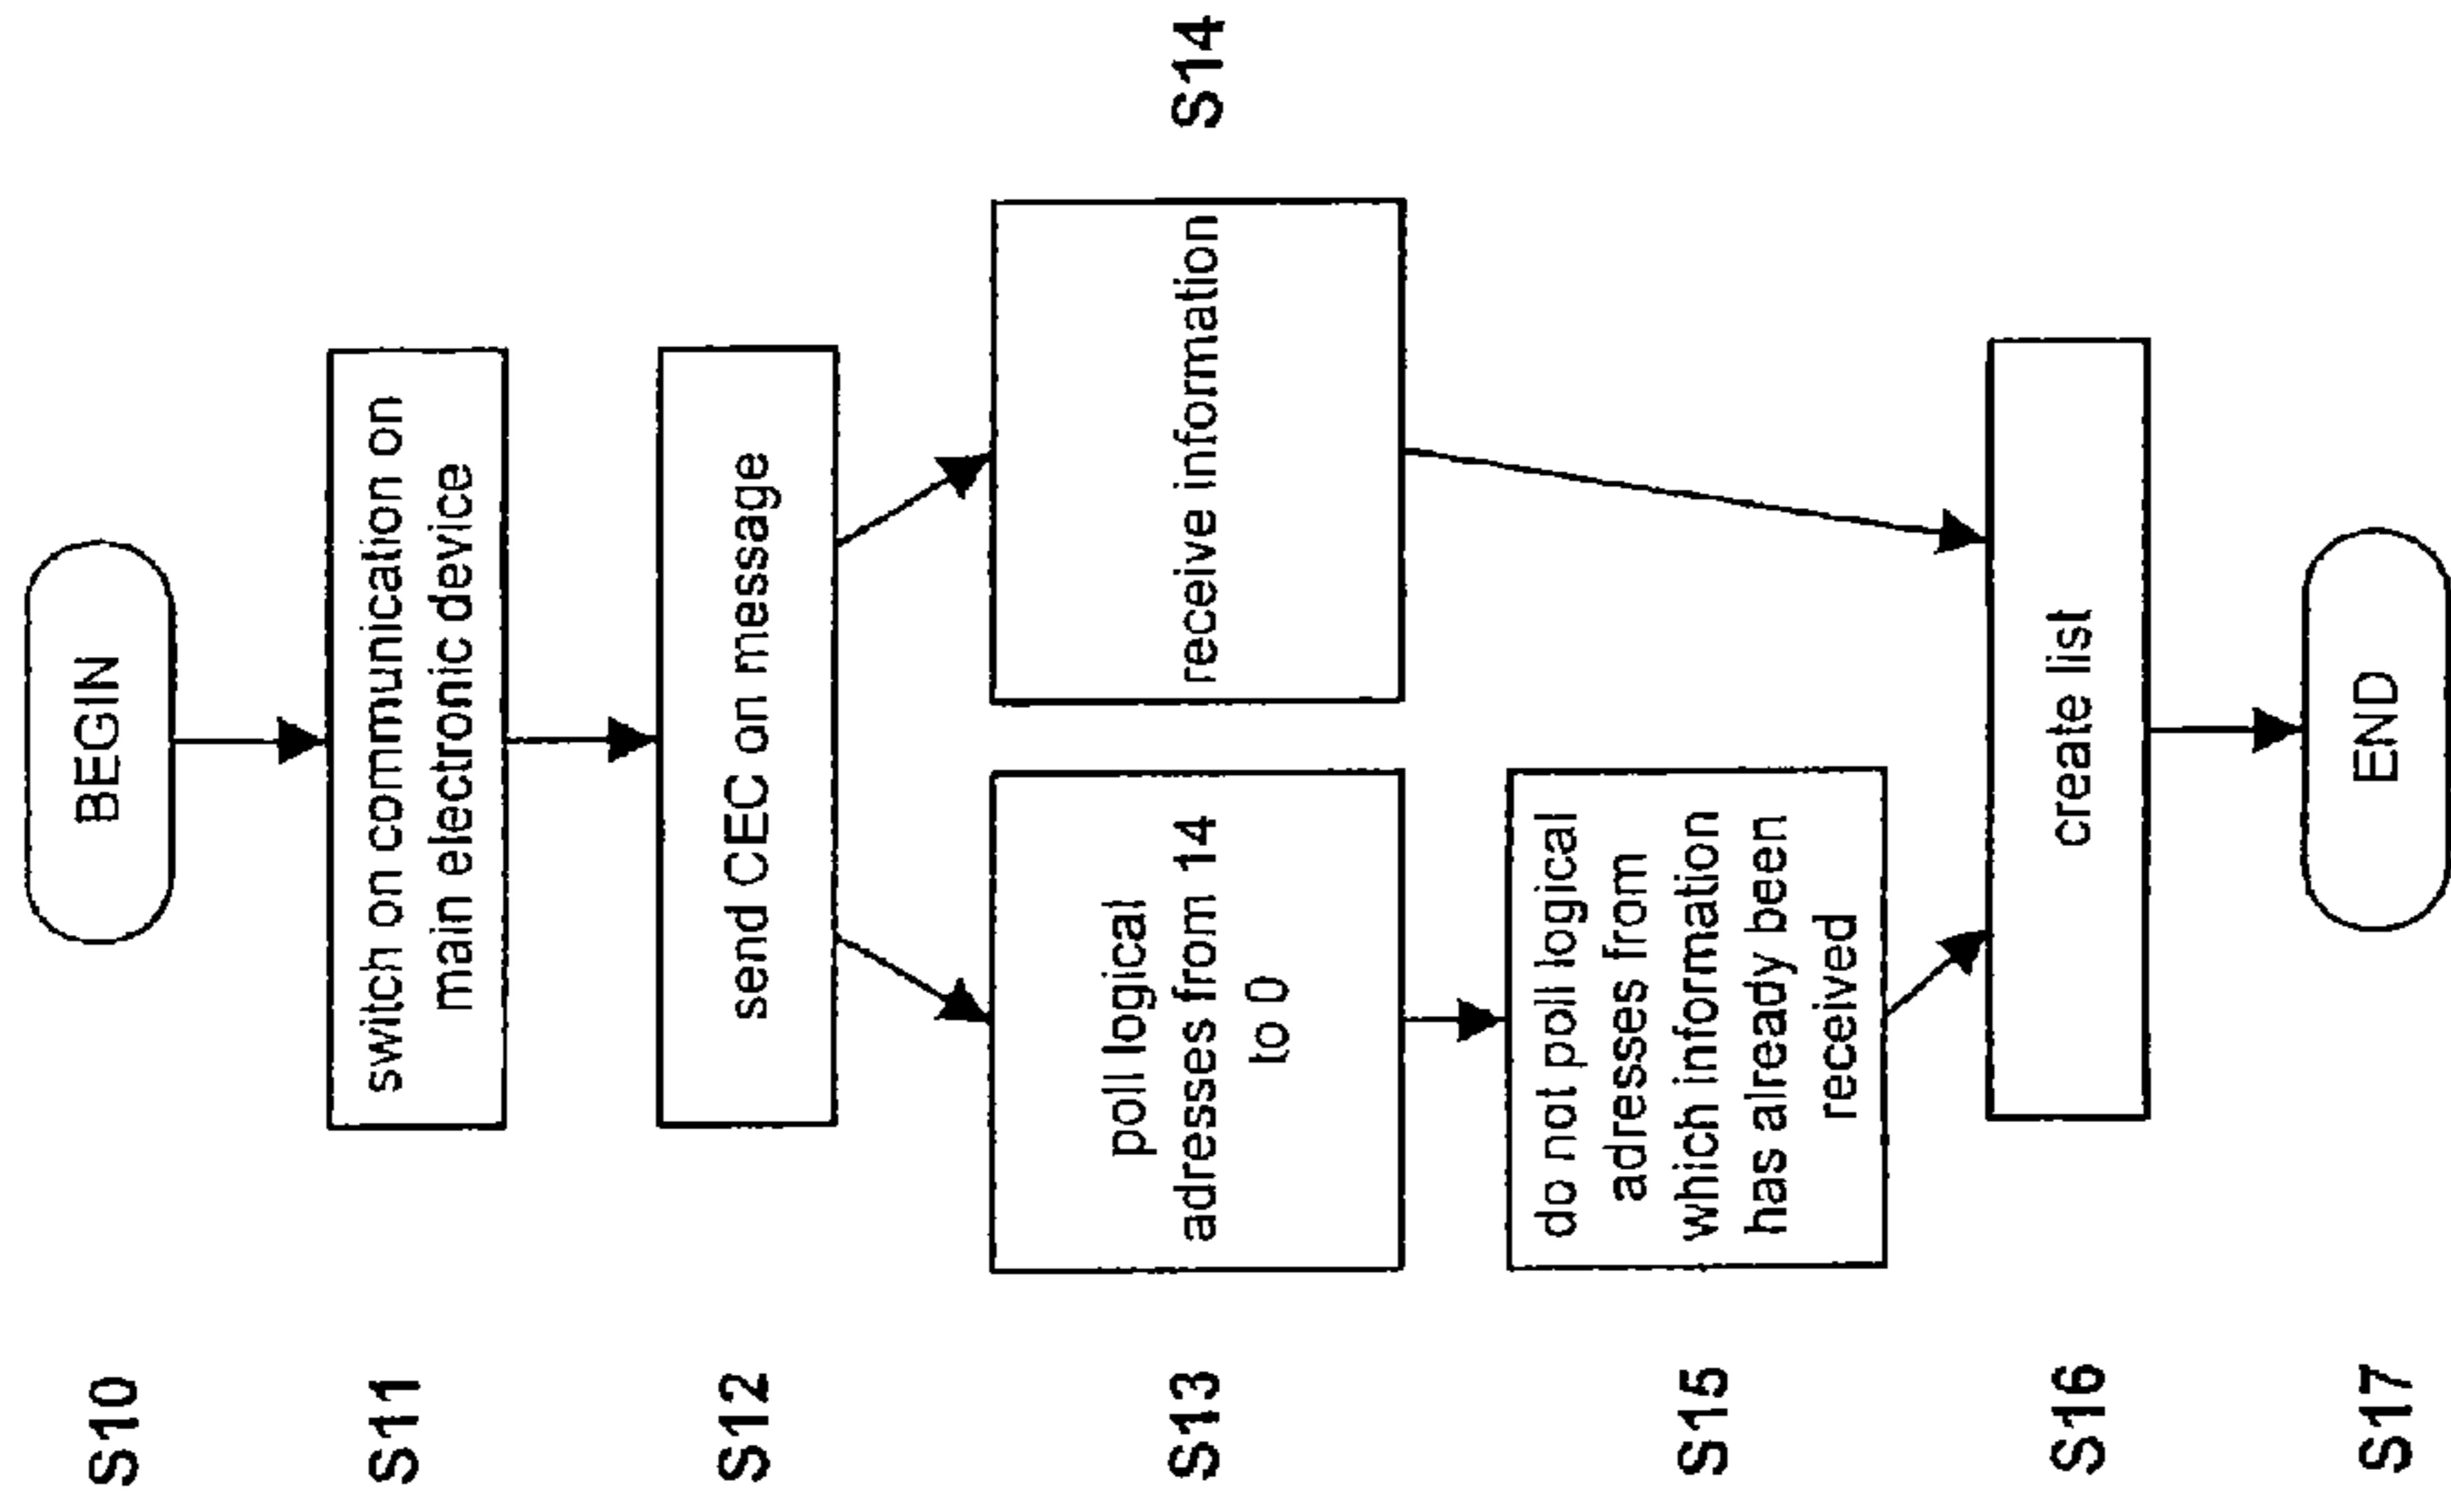 S10
BEGIN
S11
switch on communication on
main electronic device
S12
send CEC on message
S13
poll logical
adresses from 14
to 0
receive information
S14
S15
do not poll logical
adresses from
which information
has already been
received
S16
create list
S17
END